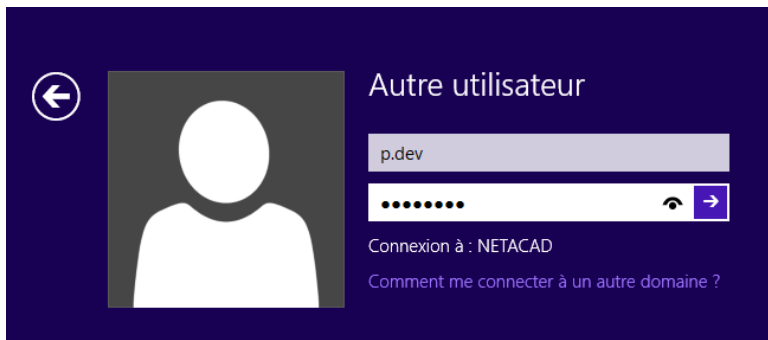 Autre utilisateur
p.dev
••••••••
Connexion à : NETACAD
Comment me connecter à un autre domaine ?